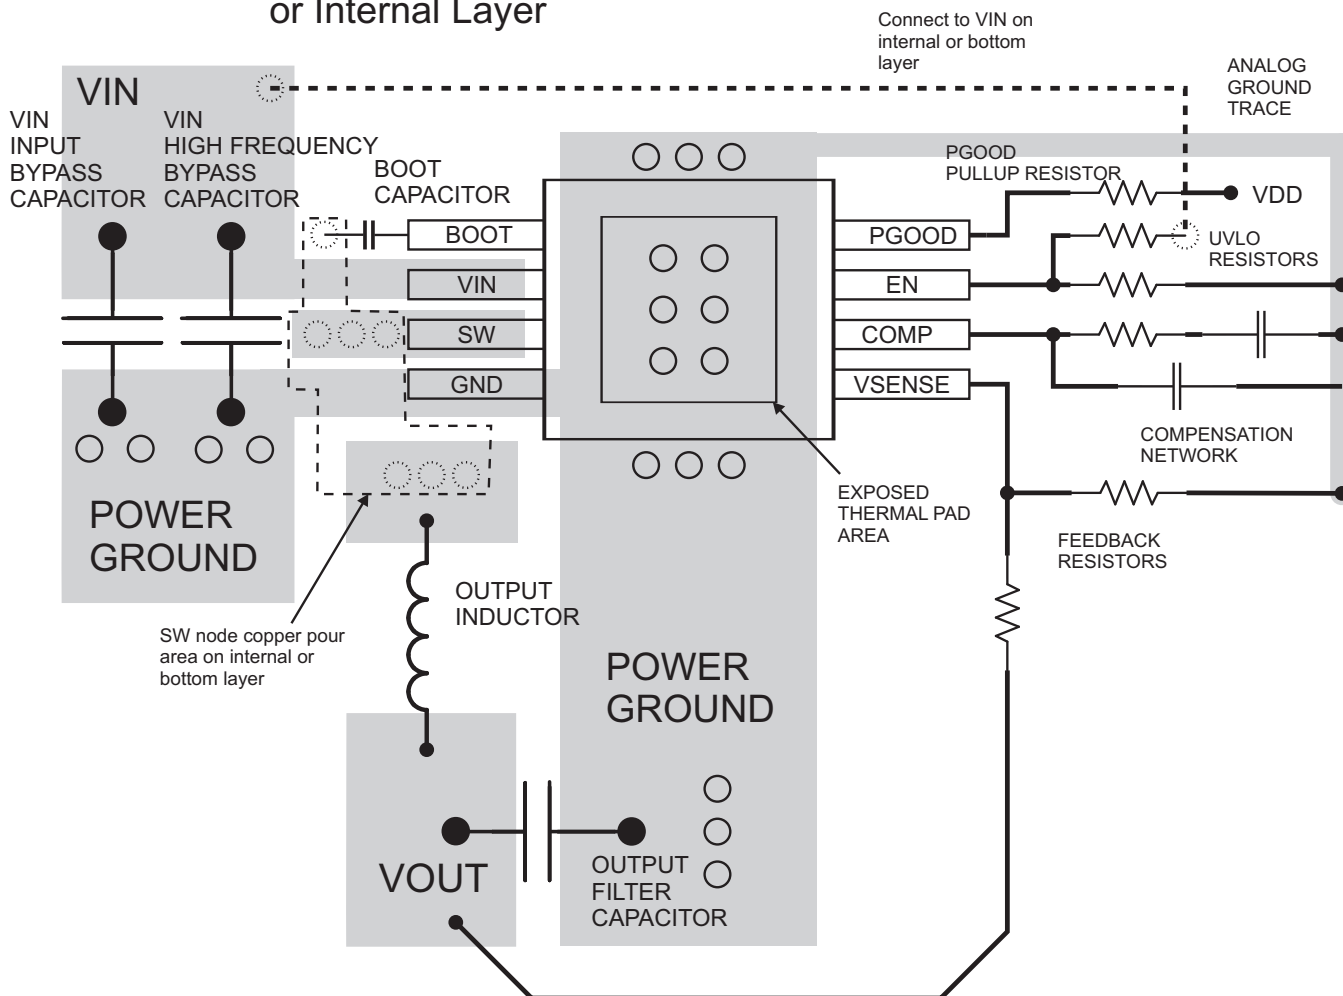 or Internal Layer
Connect to VIN on
internal or bottom
layer
ANALOG
GROUND
TRACE
VIN
VIN
INPUT
BYPASS
CAPACITOR
VIN
HIGH FREQUENCY
BYPASS
CAPACITOR
BOOT
CAPACITOR
PGOOD
PULLUP RESISTOR
VDD
BOOT
VIN
SW
GND
PGOOD
EN
COMP
VSENSE
UVLO
RESISTORS
COMPENSATION
NETWORK
EXPOSED
THERMAL PAD
AREA
FEEDBACK
RESISTORS
POWER
GROUND
OUTPUT
INDUCTOR
SW node copper pour
area on internal or
bottom layer
POWER
GROUND
VOUT
OUTPUT
FILTER
CAPACITOR